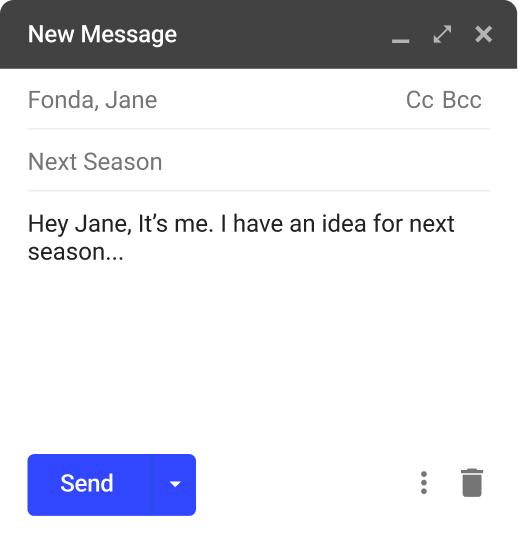 New Message
Fonda, Jane Cc Bcc
Next Season
Hey Jane, It’s me. I have an idea for next
season...
Send